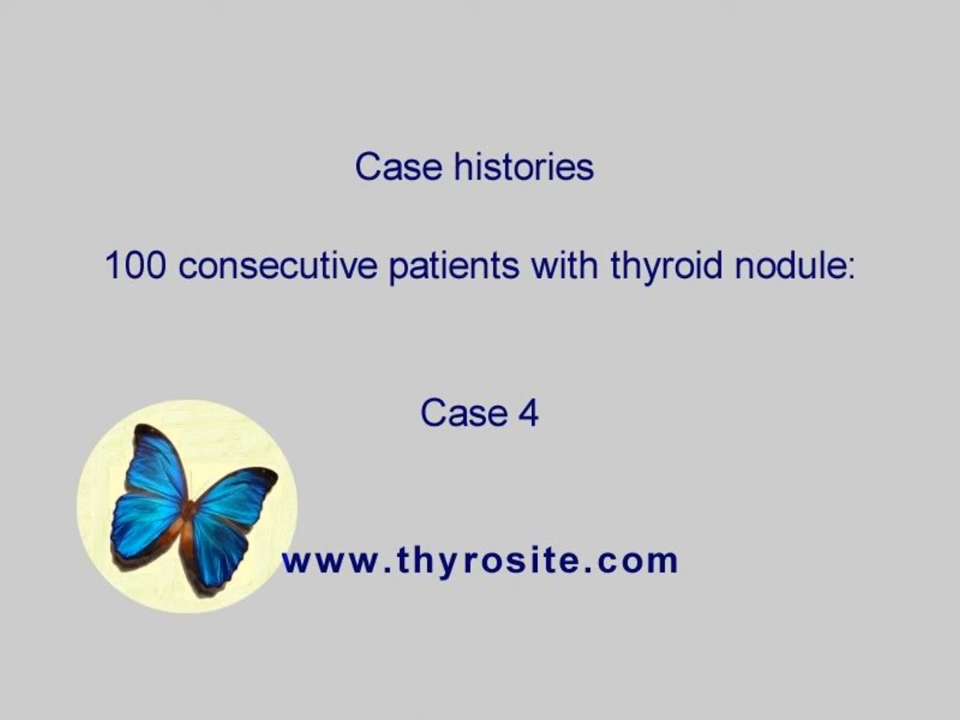 Case histories
100 consecutive patients with thyroid nodule:
Case 4
www.thyrosite.com